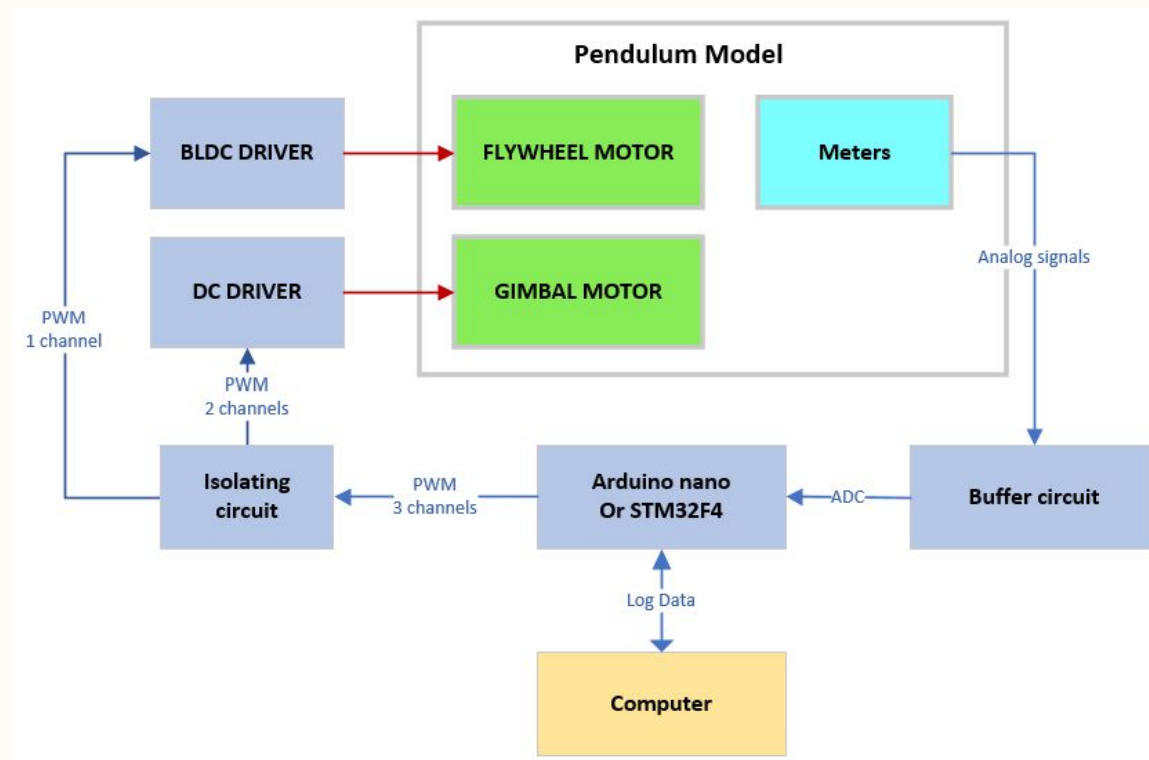 Pendulum Model
BLDC DRIVER
FLYWHEEL MOTOR
Meters
DC DRIVER
GIMBAL MOTOR
Analog signals
PWM
1 channel
PWM
2 channels
Isolating
circuit
PWM
3 channels
Arduino nano
Or STM32F4
ADC
Buffer circuit
Log Data
Computer